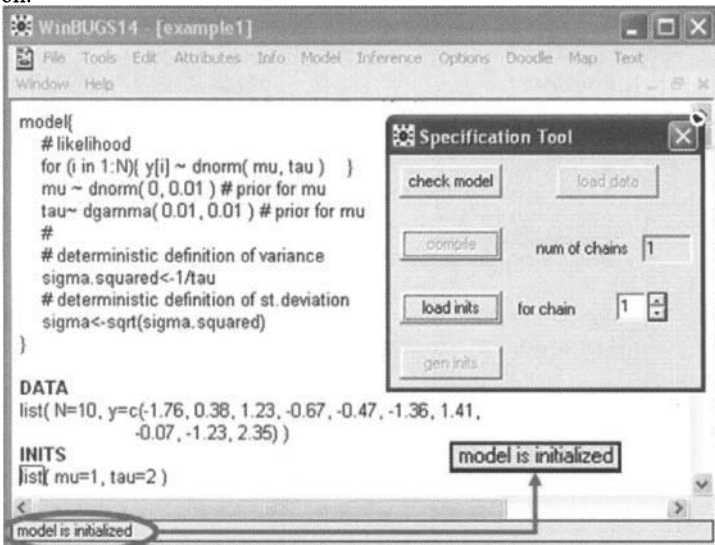 on.
WinBUGS14 - [example1]
File Tools Edit Attributes Info Model Inference Options Doodle Map Text
Window Help
model{
# likelihood
for (i in 1:N){ y[i] ~ dnorm( mu, tau ) }
mu ~ dnorm( 0, 0.01 ) # prior for mu
tau~ dgamma( 0.01, 0.01 ) # prior for mu
#
# deterministic definition of variance
sigma.squared<-1/tau
# deterministic definition of st.deviation
sigma<-sqrt(sigma.squared)
}
DATA
list( N=10, y=c(-1.76, 0.38, 1.23, -0.67, -0.47, -1.36, 1.41,
-0.07, -1.23, 2.35) )
INITS
list( mu=1, tau=2 )
Specification Tool
check model load data
compile num of chains 1
load inits for chain 1
gen inits
model is initialized
model is initialized